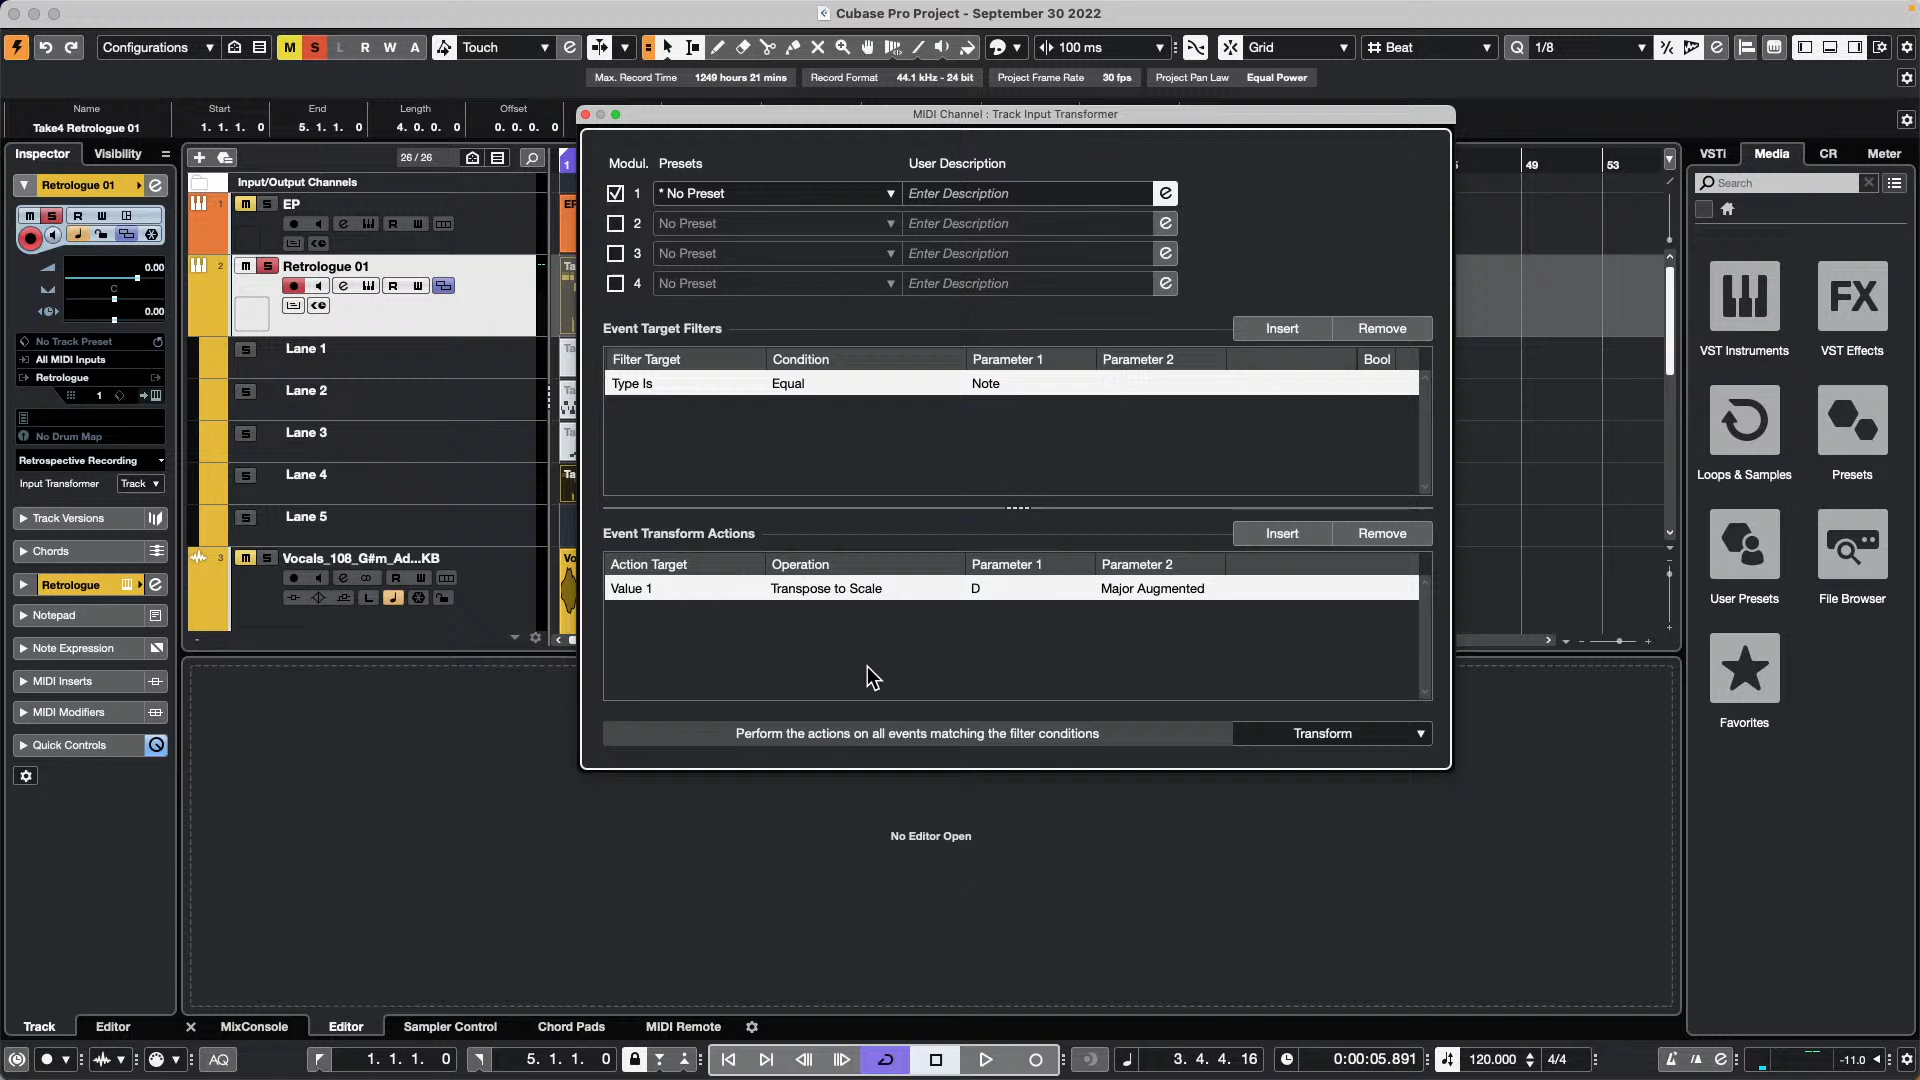 Cubase Pro Project - September 30 2022
Configurations
M S L R W A
Touch
100 ms
Grid
Beat
Q 1/8
Max. Record Time 1249 hours 21 mins
Record Format 44.1 kHz - 24 bit
Project Frame Rate 30 fps
Project Pan Law Equal Power
Name Start End Length Offset
Take4 Retrologue 01 1. 1. 1. 0 5. 1. 1. 0 4. 0. 0. 0 0. 0. 0. 0
Inspector Visibility
Retrologue 01
0.00
C
0.00
No Track Preset
All MIDI Inputs
Retrologue
1
No Drum Map
Retrospective Recording
Input Transformer Track
Track Versions
Chords
Retrologue
Notepad
Note Expression
MIDI Inserts
MIDI Modifiers
Quick Controls
26 / 26
Input/Output Channels
1 EP
2 Retrologue 01
Lane 1
Lane 2
Lane 3
Lane 4
Lane 5
3 Vocals_108_G#m_Ad...KB
1
49 53
MIDI Channel : Track Input Transformer
Modul. Presets User Description
1 * No Preset Enter Description
2 No Preset Enter Description
3 No Preset Enter Description
4 No Preset Enter Description
Event Target Filters Insert Remove
Filter Target Condition Parameter 1 Parameter 2 Bool
Type Is Equal Note
Event Transform Actions Insert Remove
Action Target Operation Parameter 1 Parameter 2
Value 1 Transpose to Scale D Major Augmented
Perform the actions on all events matching the filter conditions Transform
No Editor Open
VSTi Media CR Meter
Search
VST Instruments
FX
VST Effects
Loops & Samples
Presets
User Presets
File Browser
Favorites
Track Editor
MixConsole Editor Sampler Control Chord Pads MIDI Remote
AQ
1. 1. 1. 0
5. 1. 1. 0
3. 4. 4. 16
0:00:05.891
120.000
4/4
-11.0